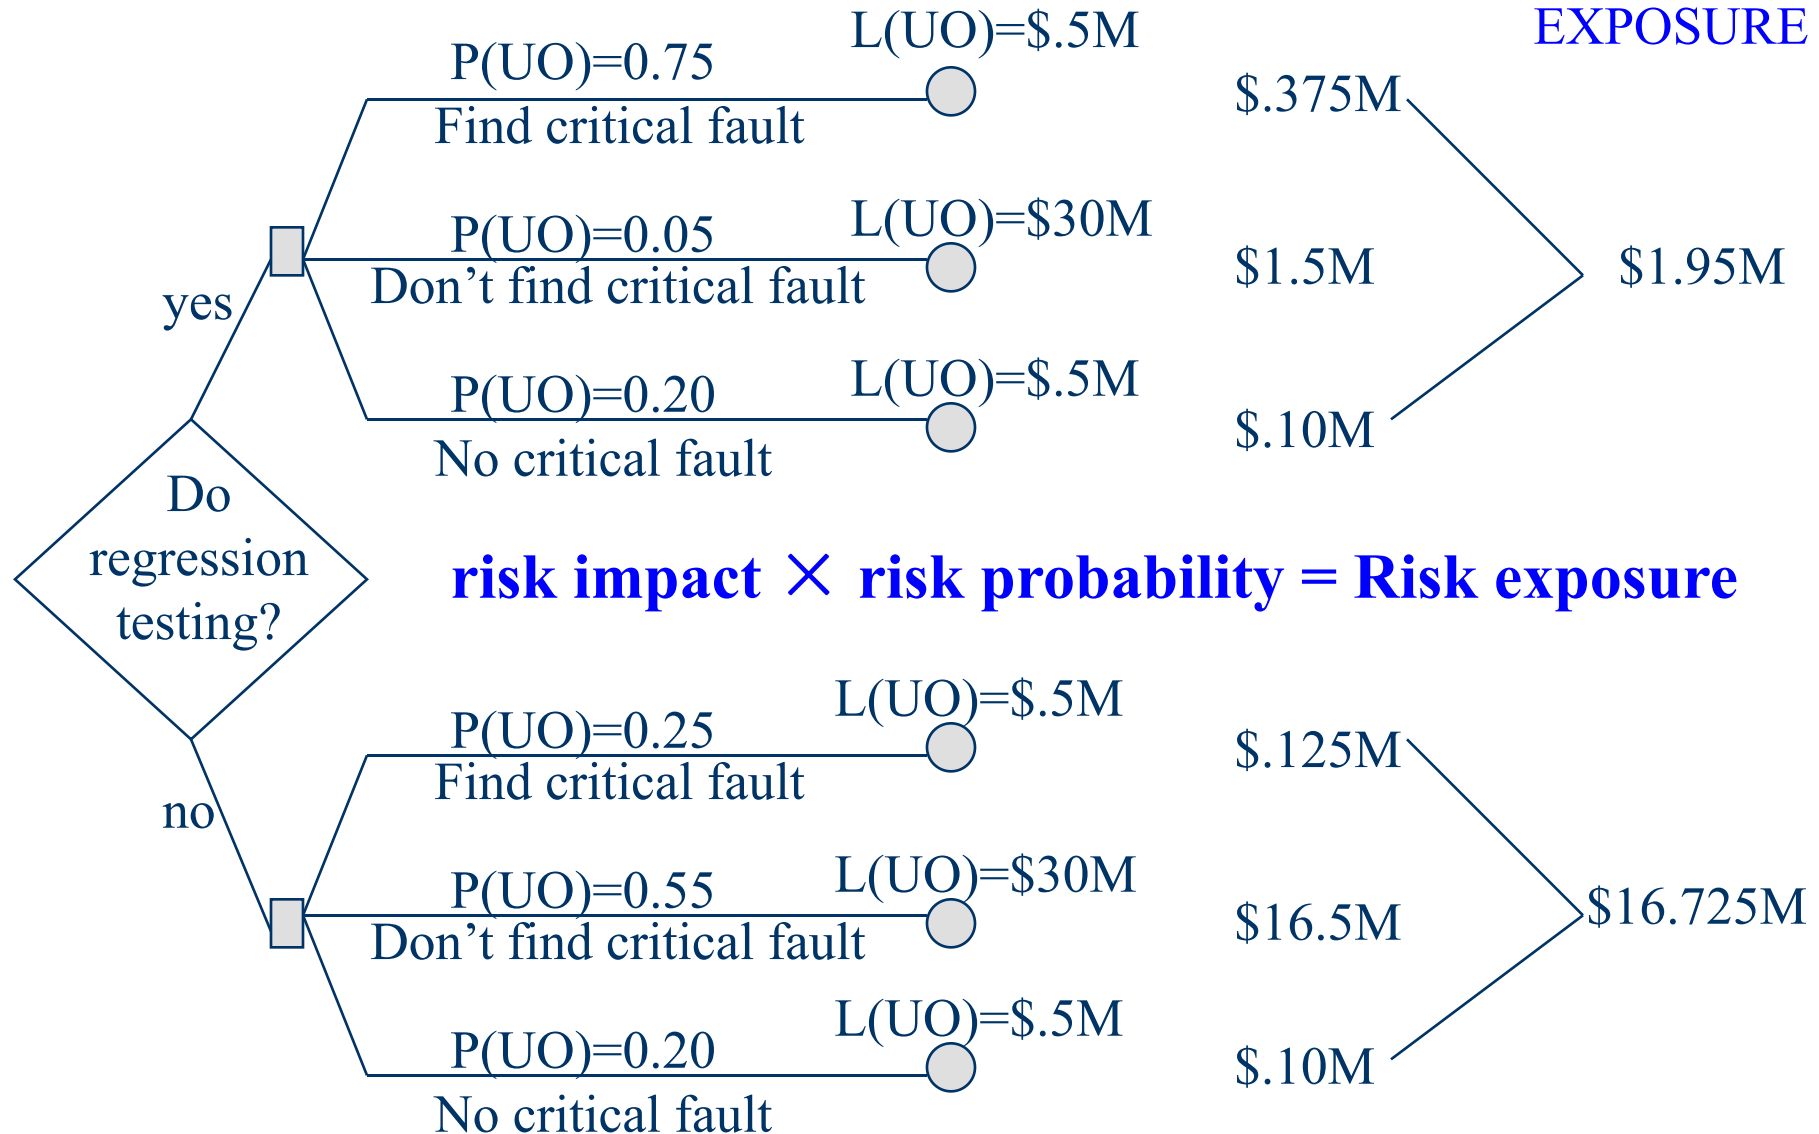 EXPOSURE
P(UO)=0.75
L(UO)=$.5M
Find critical fault
$.375M
P(UO)=0.05
L(UO)=$30M
Don’t find critical fault
$1.5M
$1.95M
yes
P(UO)=0.20
L(UO)=$.5M
No critical fault
$.10M
Do
regression
testing?
risk impact × risk probability = Risk exposure
P(UO)=0.25
L(UO)=$.5M
Find critical fault
$.125M
no
P(UO)=0.55
L(UO)=$30M
Don’t find critical fault
$16.5M
$16.725M
P(UO)=0.20
L(UO)=$.5M
No critical fault
$.10M